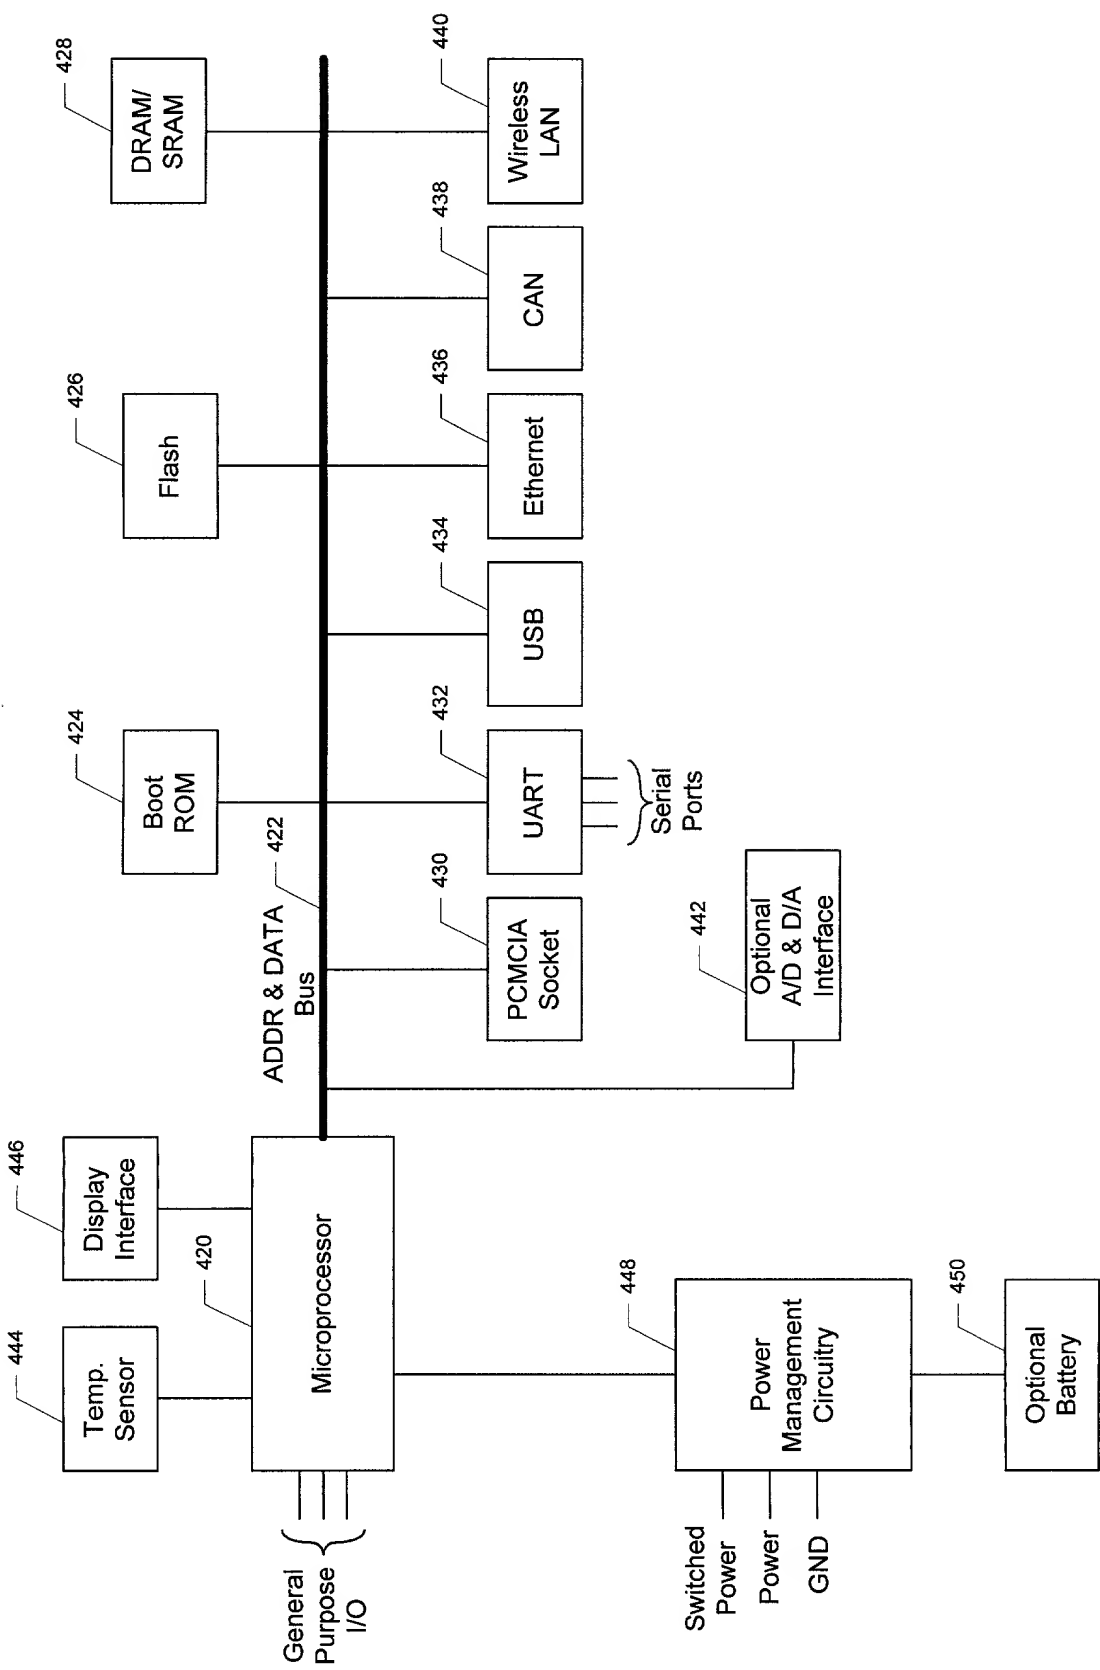 444
Temp.
Sensor
446
Display
Interface
424
Boot
ROM
426
Flash
428
DRAM/
SRAM
420
Microprocessor
General
Purpose
I/O
ADDR & DATA
Bus
422
430
PCMCIA
Socket
432
UART
Serial
Ports
434
USB
436
Ethernet
438
CAN
440
Wireless
LAN
442
Optional
A/D & D/A
Interface
448
Power
Management
Circuitry
Switched
Power
Power
GND
450
Optional
Battery